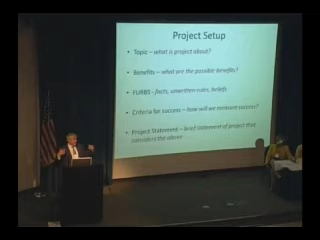 Project Setup
• Topic – what is project about?
• Benefits – what are the possible benefits?
• FURBS - facts, unwritten rules, beliefs
• Criteria for success – how will we measure success?
• Project Statement – brief statement of project that
considers the above